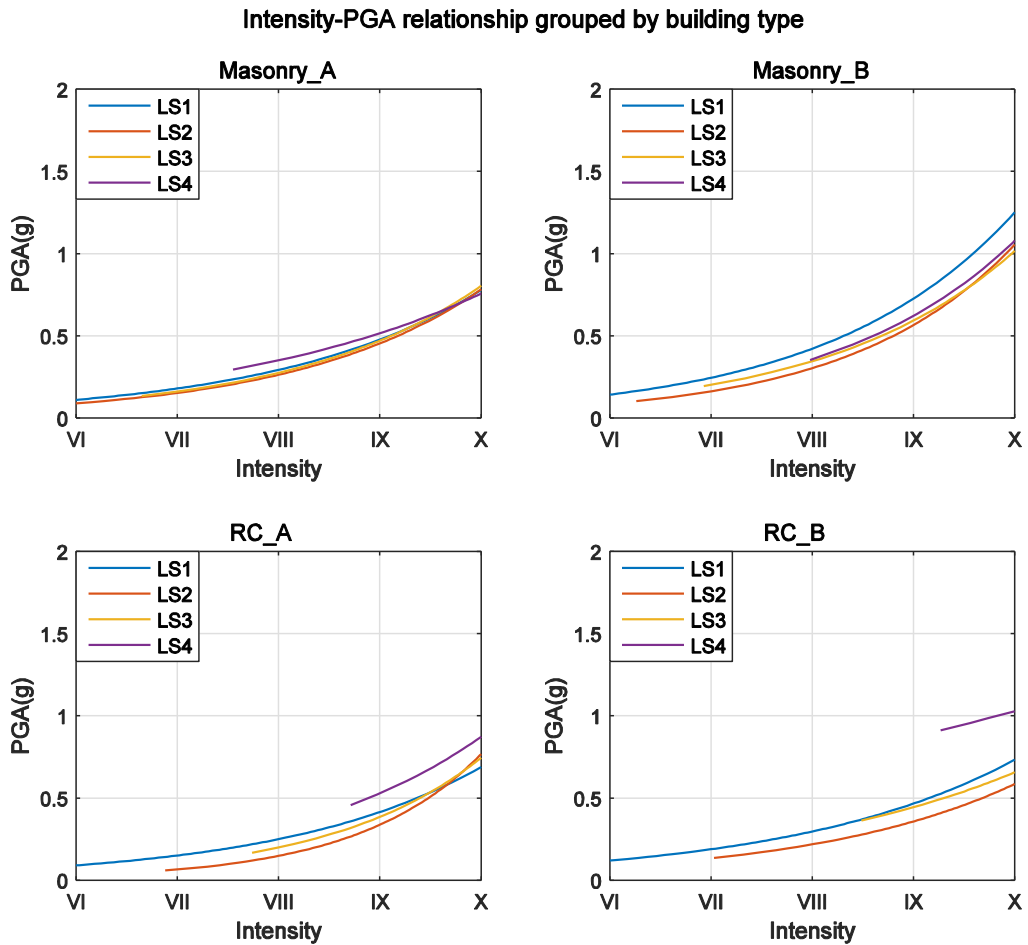 Intensity-PGA relationship grouped by building type
Masonry_A
2
1.5
1
0.5
0
PGA(g)
LS1
LS2
LS3
LS4
VI VII VIII IX X
Intensity
Masonry_B
2
1.5
1
0.5
0
PGA(g)
LS1
LS2
LS3
LS4
VI VII VIII IX X
Intensity
RC_A
2
1.5
1
0.5
0
PGA(g)
LS1
LS2
LS3
LS4
VI VII VIII IX X
Intensity
RC_B
2
1.5
1
0.5
0
PGA(g)
LS1
LS2
LS3
LS4
VI VII VIII IX X
Intensity